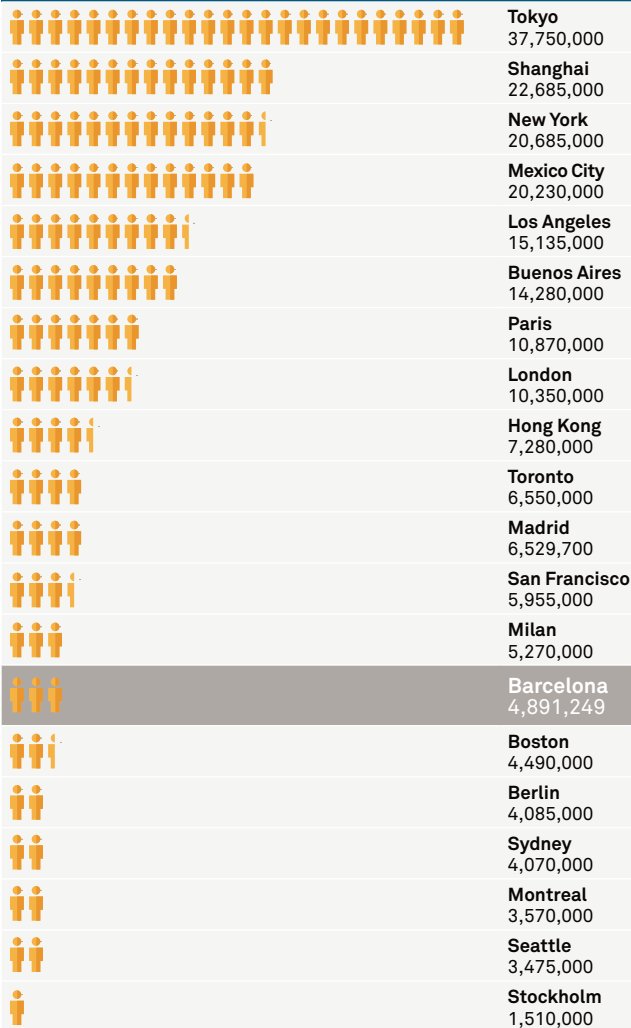 Tokyo
37,750,000
Shanghai
22,685,000
New York
20,685,000
Mexico City
20,230,000
Los Angeles
15,135,000
Buenos Aires
14,280,000
Paris
10,870,000
London
10,350,000
Hong Kong
7,280,000
Toronto
6,550,000
Madrid
6,529,700
San Francisco
5,955,000
Milan
5,270,000
Barcelona
4,891,249
Boston
4,490,000
Berlin
4,085,000
Sydney
4,070,000
Montreal
3,570,000
Seattle
3,475,000
Stockholm
1,510,000